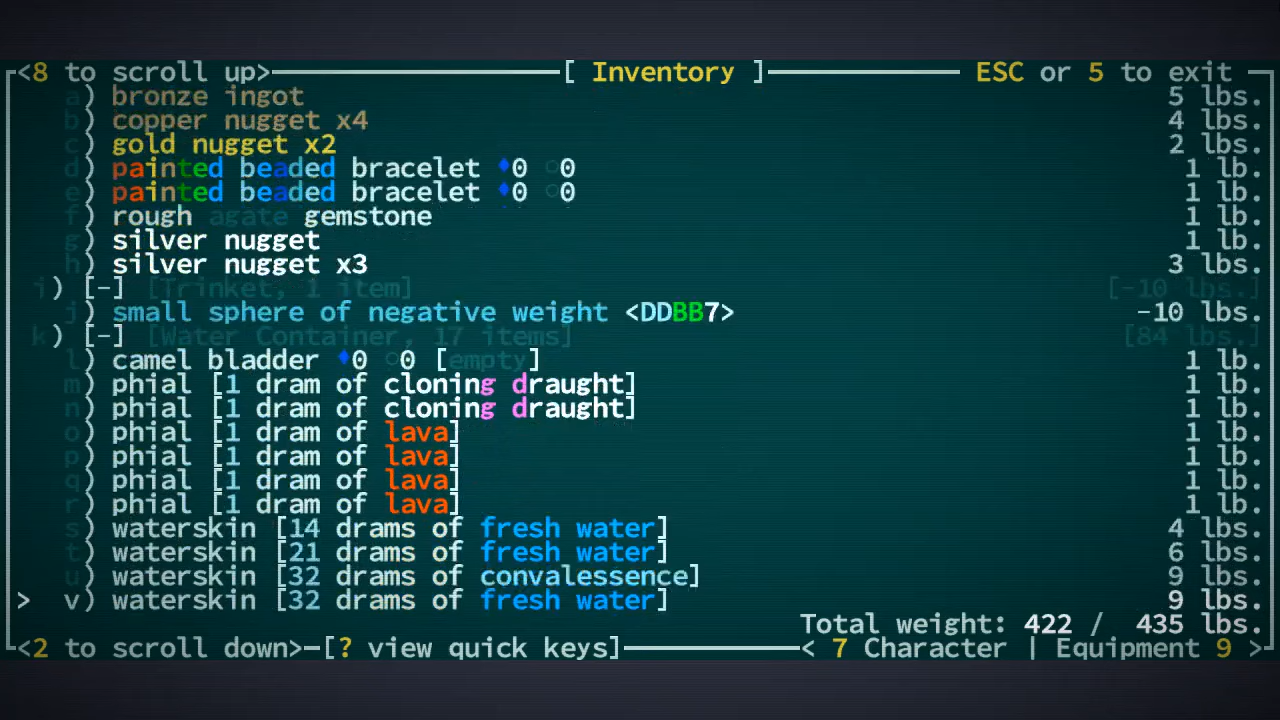 <8 to scroll up> [ Inventory ] ESC or 5 to exit
a) bronze ingot 5 lbs.
b) copper nugget x4 4 lbs.
c) gold nugget x2 2 lbs.
d) painted beaded bracelet ♦0 ○0 1 lb.
e) painted beaded bracelet ♦0 ○0 1 lb.
f) rough agate gemstone 1 lb.
g) silver nugget 1 lb.
h) silver nugget x3 3 lbs.
i) [-] [Trinket, 1 item] [-10 lbs.]
j) small sphere of negative weight <DDBB7> -10 lbs.
k) [-] [Water Container, 17 items] [84 lbs.]
l) camel bladder ♦0 ○0 [empty] 1 lb.
m) phial [1 dram of cloning draught] 1 lb.
n) phial [1 dram of cloning draught] 1 lb.
o) phial [1 dram of lava] 1 lb.
p) phial [1 dram of lava] 1 lb.
q) phial [1 dram of lava] 1 lb.
r) phial [1 dram of lava] 1 lb.
s) waterskin [14 drams of fresh water] 4 lbs.
t) waterskin [21 drams of fresh water] 6 lbs.
u) waterskin [32 drams of convalessence] 9 lbs.
> v) waterskin [32 drams of fresh water] 9 lbs.
Total weight: 422 / 435 lbs.
<2 to scroll down> [? view quick keys] < 7 Character | Equipment 9 >